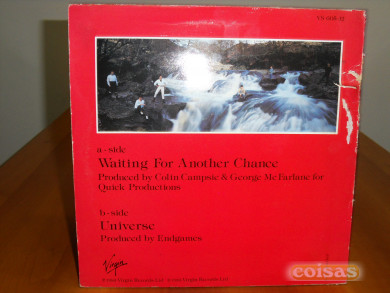 a-side
Waiting For Another Chance
Produced by Colin Campsie & George McFarlane for
Quick Productions
b-side
Universe
Produced by Endgames
Virgin
coisas